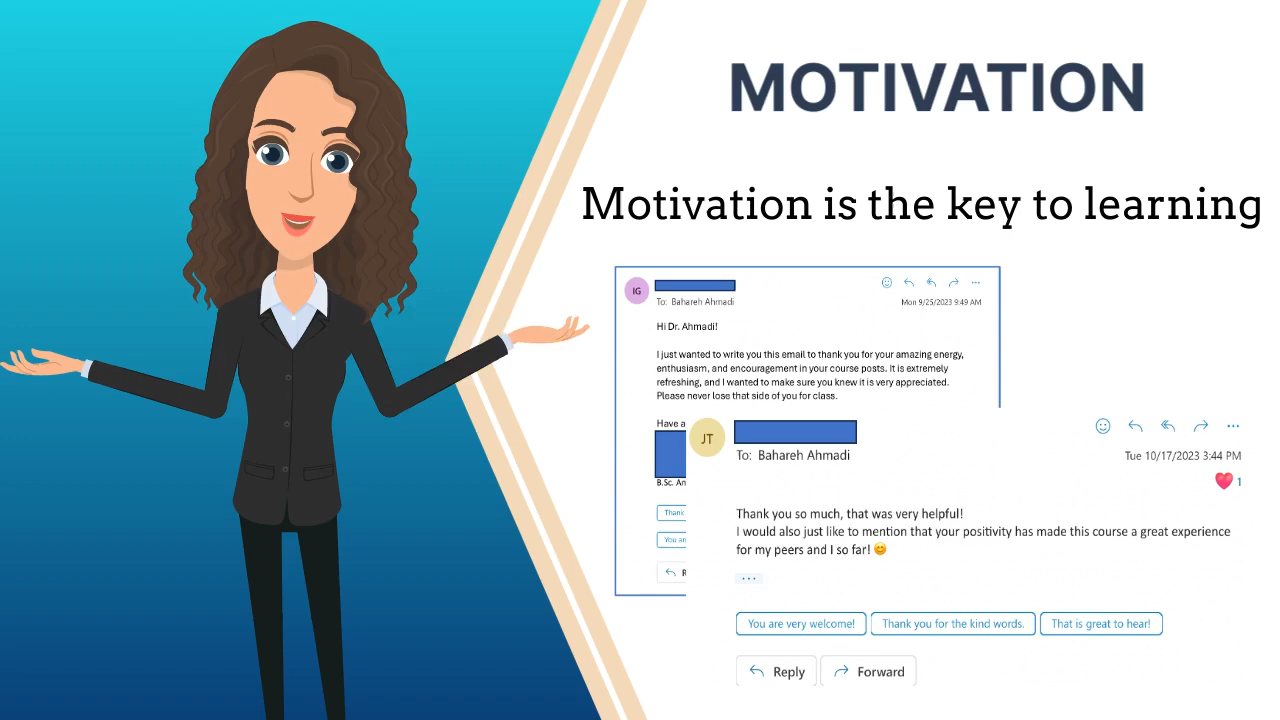 MOTIVATION
Motivation is the key to learning
IG
To: Bahareh Ahmadi
Mon 9/25/2023 9:49 AM
Hi Dr. Ahmadi!
I just wanted to write you this email to thank you for your amazing energy,
enthusiasm, and encouragement in your course posts. It is extremely
refreshing, and I wanted to make sure you knew it is very appreciated.
Please never lose that side of you for class.
Have a
B.Sc. An
Thank
You are
R
JT
To: Bahareh Ahmadi
Tue 10/17/2023 3:44 PM
1
Thank you so much, that was very helpful!
I would also just like to mention that your positivity has made this course a great experience
for my peers and I so far! 😊
...
You are very welcome! Thank you for the kind words. That is great to hear!
Reply Forward